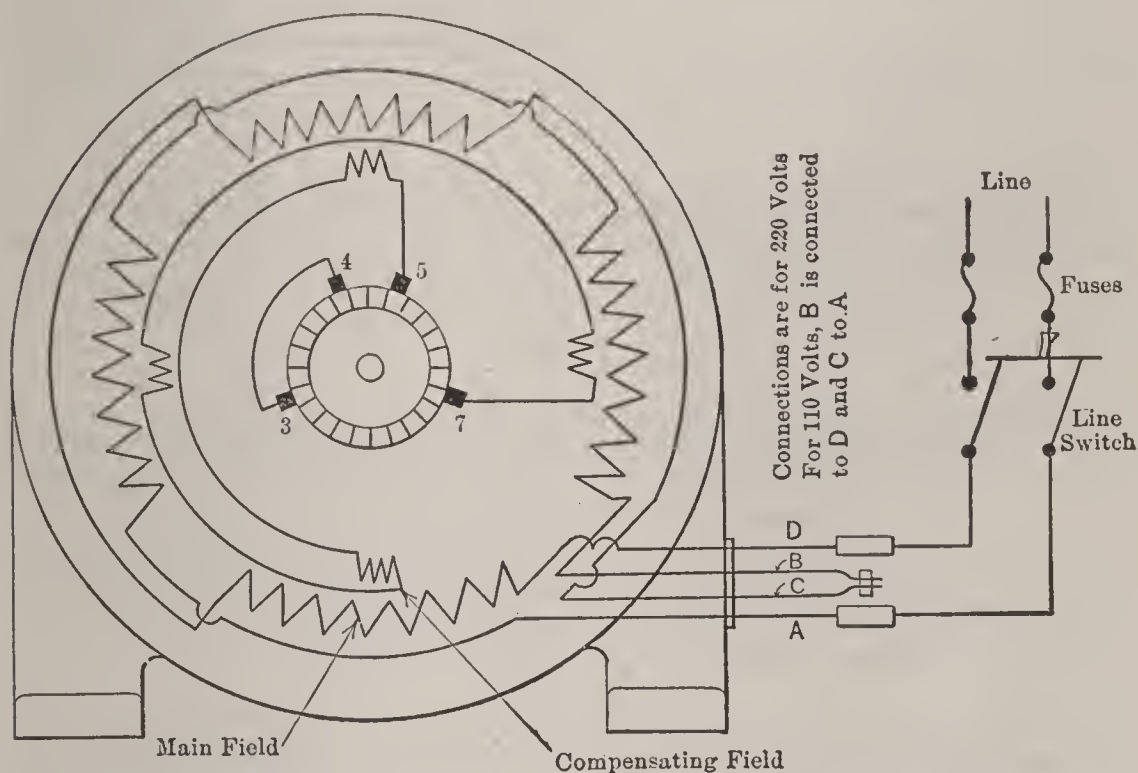 Connections are for 220 Volts
For 110 Volts, B is connected
to D and C to A
Line
Fuses
Line
Switch
4
5
3
7
D
B
C
A
Main Field
Compensating Field